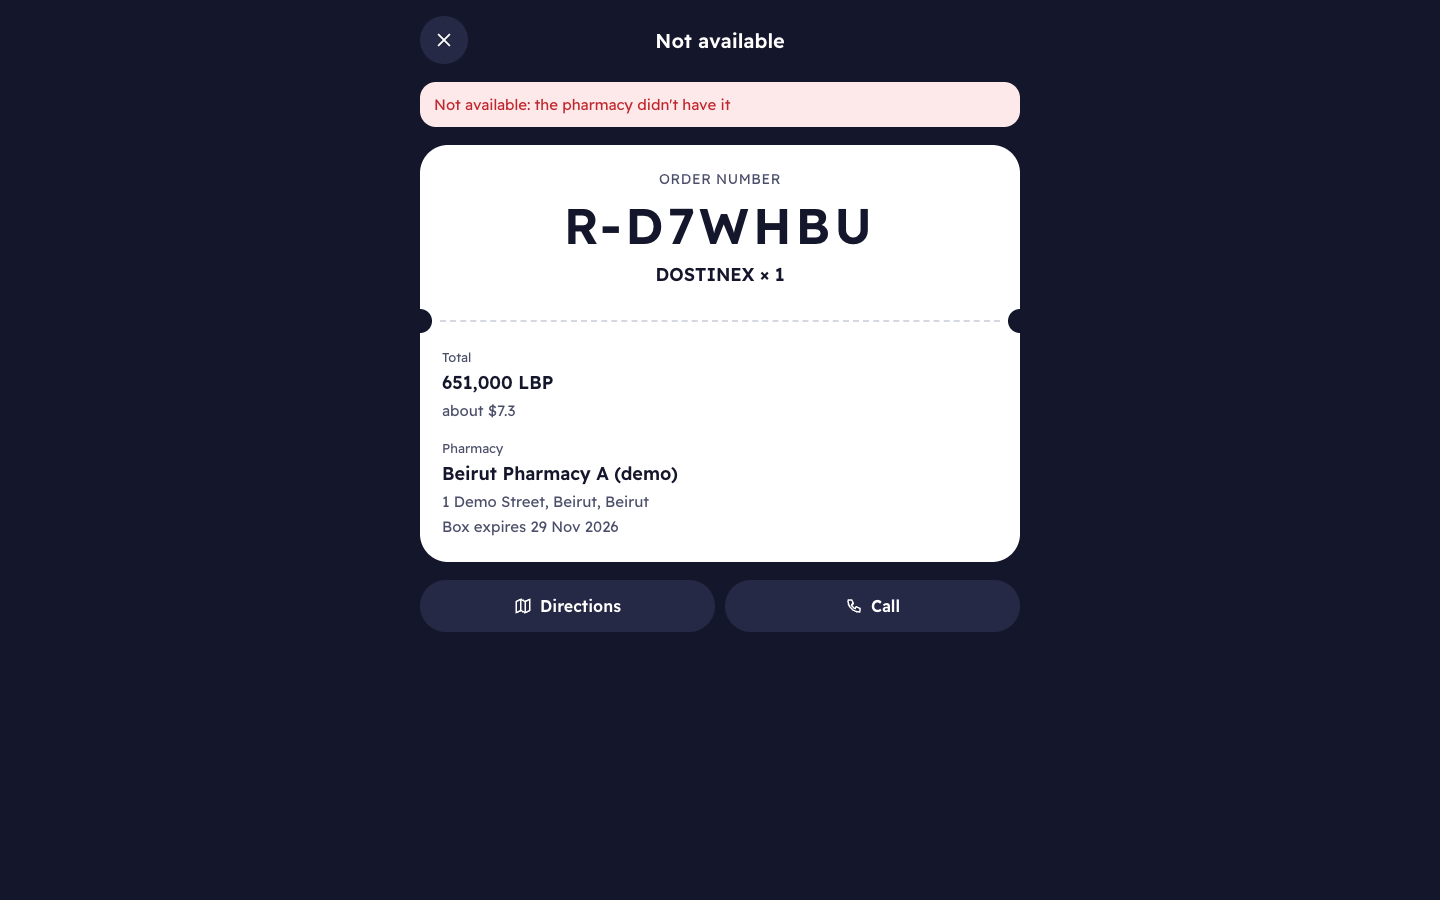 Not available
Not available: the pharmacy didn't have it
ORDER NUMBER
R-D7WHBU
DOSTINEX × 1
Total
651,000 LBP
about $7.3
Pharmacy
Beirut Pharmacy A (demo)
1 Demo Street, Beirut, Beirut
Box expires 29 Nov 2026
Directions
Call